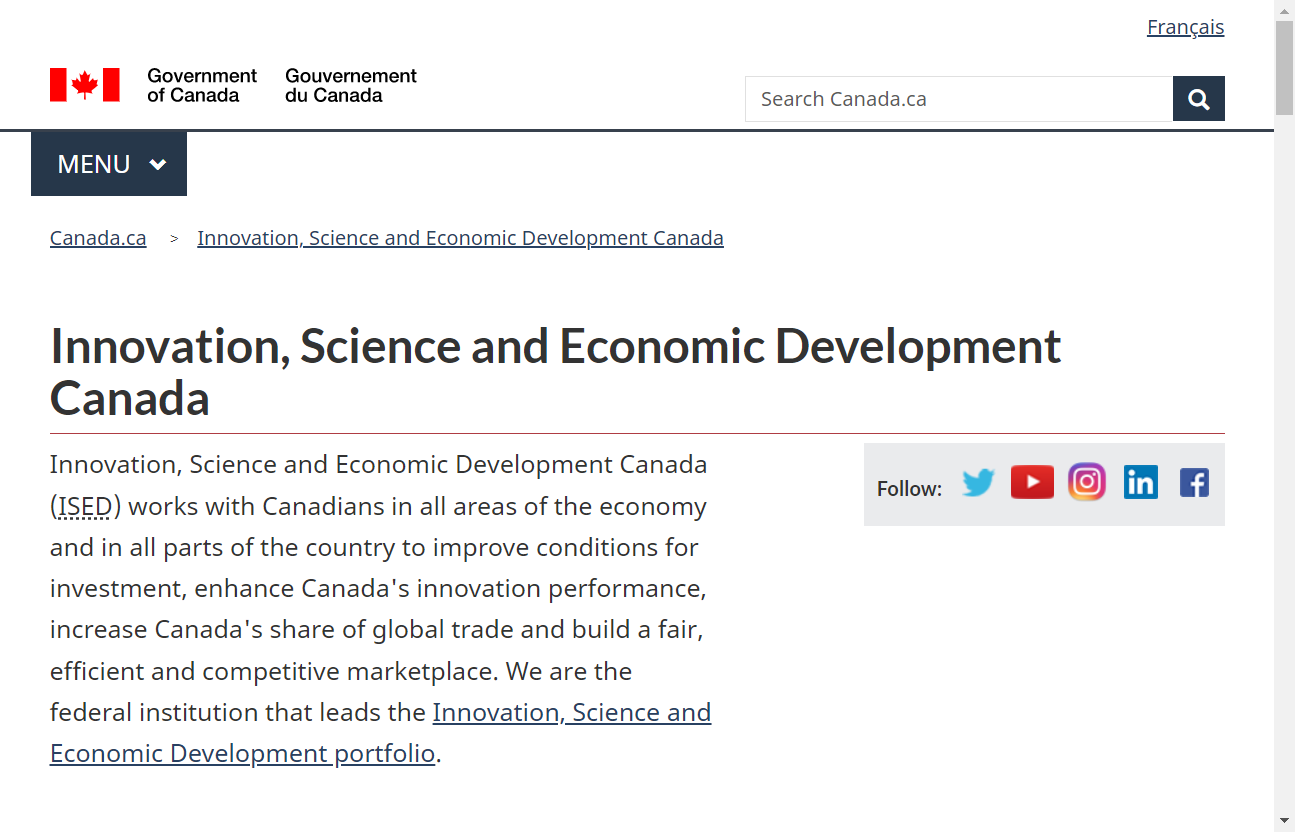 Français
Government of Canada
Gouvernement du Canada
Search Canada.ca
MENU
Canada.ca > Innovation, Science and Economic Development Canada
Innovation, Science and Economic Development
Canada
Innovation, Science and Economic Development Canada
(ISED) works with Canadians in all areas of the economy
and in all parts of the country to improve conditions for
investment, enhance Canada's innovation performance,
increase Canada's share of global trade and build a fair,
efficient and competitive marketplace. We are the
federal institution that leads the Innovation, Science and
Economic Development portfolio.
Follow: